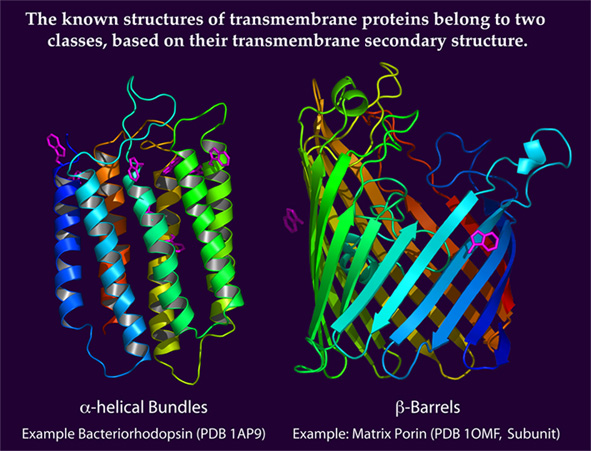 The known structures of transmembrane proteins belong to two
classes, based on their transmembrane secondary structure.
α-helical Bundles
Example Bacteriorhodopsin (PDB 1AP9)
β-Barrels
Example: Matrix Porin (PDB 1OMF, Subunit)